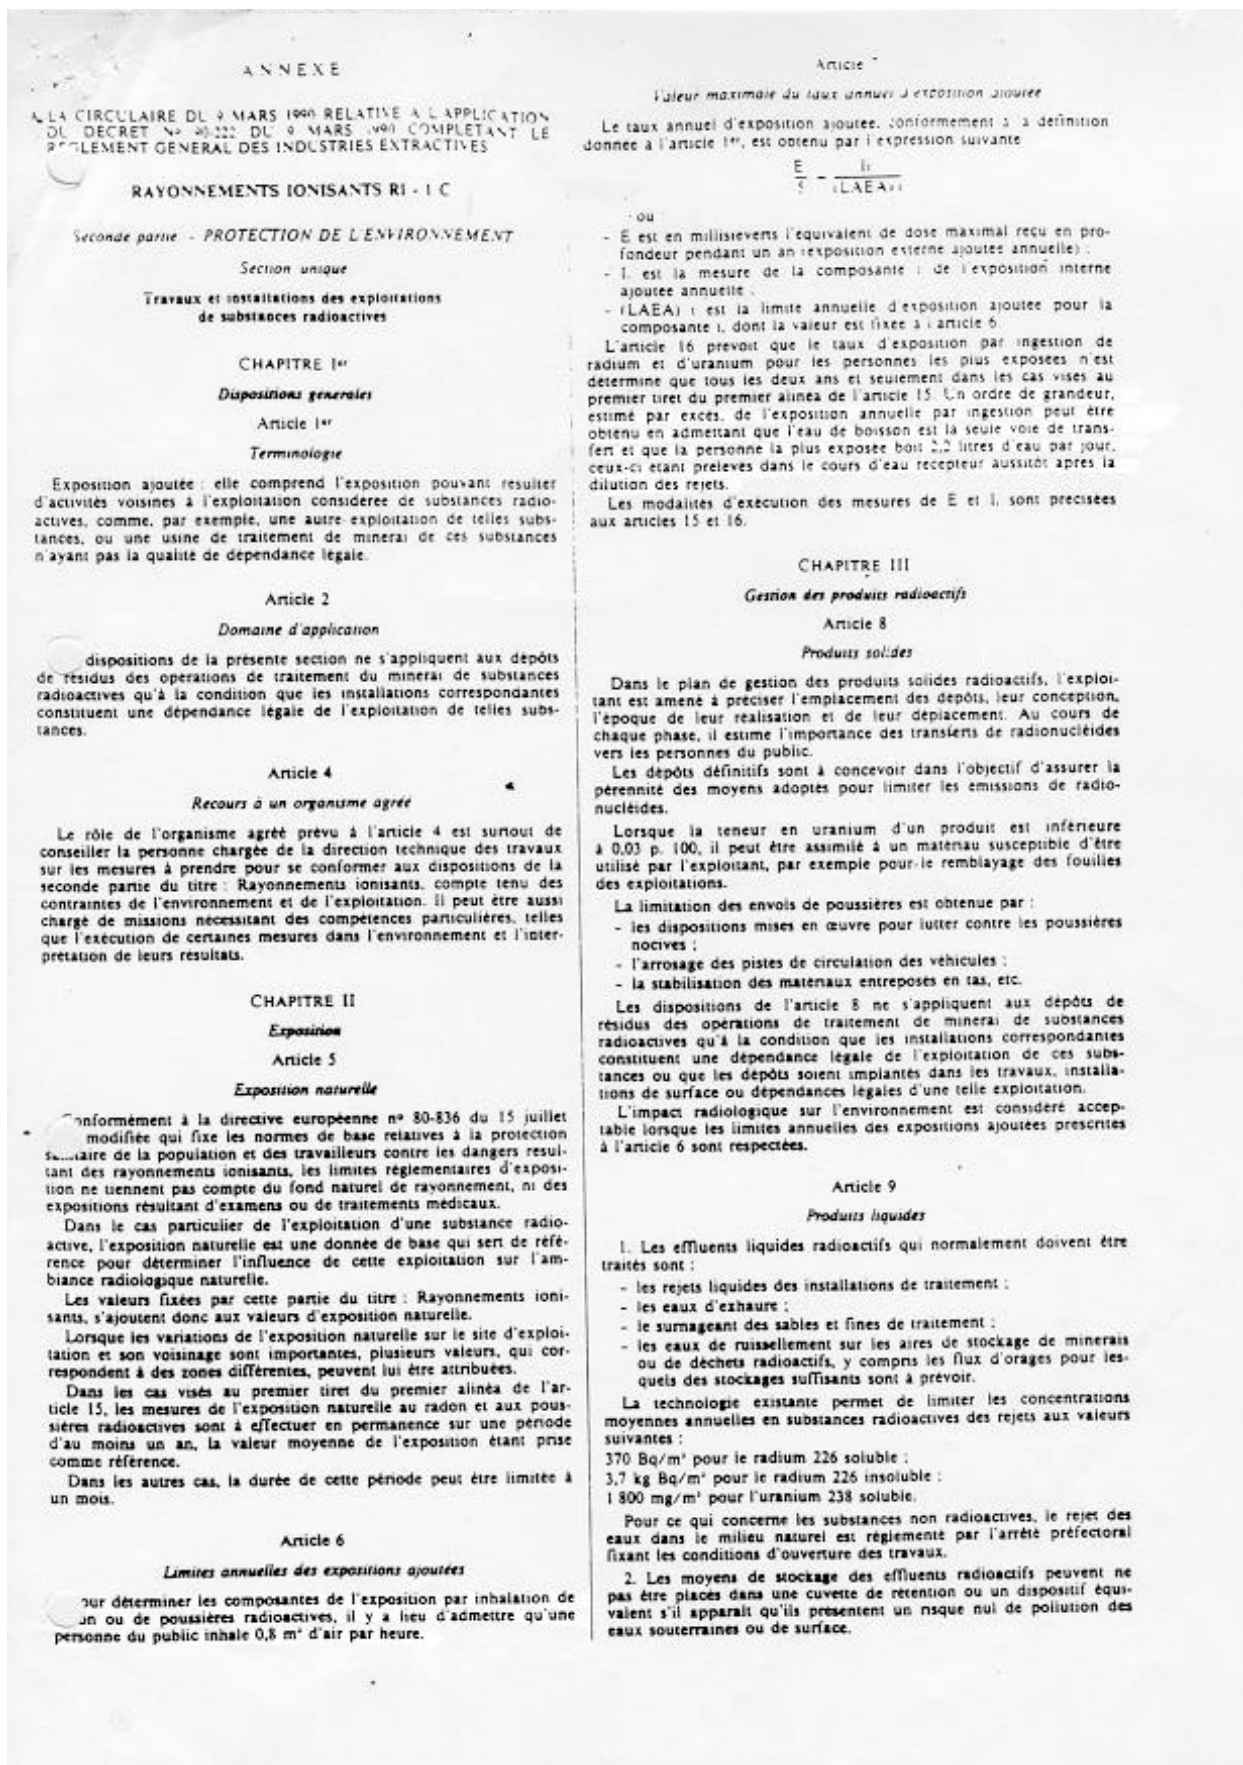 ANNEXE
A LA CIRCULAIRE DU 9 MARS 1990 RELATIVE A L'APPLICATION
DU DECRET No 90-222 DU 9 MARS 1990 COMPLETANT LE
REGLEMENT GENERAL DES INDUSTRIES EXTRACTIVES
RAYONNEMENTS IONISANTS RI - 1 C
Seconde partie - PROTECTION DE L'ENVIRONNEMENT
Section unique
Travaux et installations des exploitations
de substances radioactives
CHAPITRE Ier
Dispositions générales
Article 1er
Terminologie
Exposition ajoutée : elle comprend l'exposition pouvant résulter
d'activités voisines à l'exploitation considérée de substances radio-
actives, comme, par exemple, une autre exploitation de telles subs-
tances, ou une usine de traitement de minerai de ces substances
n'ayant pas la qualité de dépendance légale.
Article 2
Domaine d'application
dispositions de la présente section ne s'appliquent aux dépôts
de résidus des opérations de traitement du minerai de substances
radioactives qu'à la condition que les installations correspondantes
constituent une dépendance légale de l'exploitation de telles subs-
tances.
Article 4
Recours à un organisme agréé
Le rôle de l'organisme agréé prévu à l'article 4 est surtout de
conseiller la personne chargée de la direction technique des travaux
sur les mesures à prendre pour se conformer aux dispositions de la
seconde partie du titre : Rayonnements ionisants, compte tenu des
contraintes de l'environnement et de l'exploitation. Il peut être aussi
chargé de missions nécessitant des compétences particulières, telles
que l'exécution de certaines mesures dans l'environnement et l'inter-
prétation de leurs résultats.
CHAPITRE II
Exposition
Article 5
Exposition naturelle
onformément à la directive européenne no 80-836 du 15 juillet
modifiée qui fixe les normes de base relatives à la protection
sanitaire de la population et des travailleurs contre les dangers resul-
tant des rayonnements ionisants, les limites réglementaires d'exposi-
tion ne tiennent pas compte du fond naturel de rayonnement, ni des
expositions résultant d'examens ou de traitements médicaux.
Dans le cas particulier de l'exploitation d'une substance radio-
active, l'exposition naturelle est une donnée de base qui sert de réfé-
rence pour déterminer l'influence de cette exploitation sur l'am-
biance radiologique naturelle.
Les valeurs fixées par cette partie du titre : Rayonnements ioni-
sants, s'ajoutent donc aux valeurs d'exposition naturelle.
Lorsque les variations de l'exposition naturelle sur le site d'exploi-
tation et son voisinage sont importantes, plusieurs valeurs, qui cor-
respondent à des zones différentes, peuvent lui être attribuées.
Dans les cas visés au premier tiret du premier alinéa de l'ar-
ticle 15, les mesures de l'exposition naturelle au radon et aux pous-
sières radioactives sont à effectuer en permanence sur une période
d'au moins un an, la valeur moyenne de l'exposition étant prise
comme référence.
Dans les autres cas, la durée de cette période peut être limitée à
un mois.
Article 6
Limites annuelles des expositions ajoutées
our déterminer les composantes de l'exposition par inhalation de
on ou de poussières radioactives, il y a lieu d'admettre qu'une
personne du public inhale 0,8 m³ d'air par heure.
Article 7
Valeur maximale du taux annuel d'exposition ajoutée
Le taux annuel d'exposition ajoutée, conformément à la définition
donnée à l'article 1er, est obtenu par l'expression suivante
E/5 - Ii/(LAEA)i
ou
- E est en millisieverts l'équivalent de dose maximal reçu en pro-
fondeur pendant un an (exposition externe ajoutée annuelle) ;
- Ii est la mesure de la composante i de l'exposition interne
ajoutée annuelle ;
- (LAEA) i est la limite annuelle d'exposition ajoutée pour la
composante i, dont la valeur est fixée à l'article 6
L'article 16 prévoit que le taux d'exposition par ingestion de
radium et d'uranium pour les personnes les plus exposées n'est
déterminé que tous les deux ans et seulement dans les cas visés au
premier tiret du premier alinéa de l'article 15. Un ordre de grandeur,
estimé par excès, de l'exposition annuelle par ingestion peut être
obtenu en admettant que l'eau de boisson est la seule voie de trans-
fert et que la personne la plus exposée boit 2,2 litres d'eau par jour,
ceux-ci étant prélevés dans le cours d'eau récepteur aussitôt après la
dilution des rejets.
Les modalités d'exécution des mesures de E et Ii sont précisées
aux articles 15 et 16.
CHAPITRE III
Gestion des produits radioactifs
Article 8
Produits solides
Dans le plan de gestion des produits solides radioactifs, l'exploi-
tant est amené à préciser l'emplacement des dépôts, leur conception,
l'époque de leur réalisation et de leur déplacement. Au cours de
chaque phase, il estime l'importance des transferts de radionucléides
vers les personnes du public.
Les dépôts définitifs sont à concevoir dans l'objectif d'assurer la
pérennité des moyens adoptés pour limiter les émissions de radio-
nucléides.
Lorsque la teneur en uranium d'un produit est inférieure
à 0,03 p. 100, il peut être assimilé à un matériau susceptible d'être
utilisé par l'exploitant, par exemple pour le remblayage des fouilles
des exploitations.
La limitation des envols de poussières est obtenue par :
- les dispositions mises en œuvre pour lutter contre les poussières
nocives ;
- l'arrosage des pistes de circulation des véhicules ;
- la stabilisation des matériaux entreposés en tas, etc.
Les dispositions de l'article 8 ne s'appliquent aux dépôts de
résidus des opérations de traitement de minerai de substances
radioactives qu'à la condition que les installations correspondantes
constituent une dépendance légale de l'exploitation de ces subs-
tances ou que les dépôts soient implantés dans les travaux, installa-
tions de surface ou dépendances légales d'une telle exploitation.
L'impact radiologique sur l'environnement est considéré accep-
table lorsque les limites annuelles des expositions ajoutées prescrites
à l'article 6 sont respectées.
Article 9
Produits liquides
1. Les effluents liquides radioactifs qui normalement doivent être
traités sont :
- les rejets liquides des installations de traitement ;
- les eaux d'exhaure ;
- le surnageant des sables et fines de traitement ;
- les eaux de ruissellement sur les aires de stockage de minerais
ou de déchets radioactifs, y compris les flux d'orages pour les-
quels des stockages suffisants sont à prévoir.
La technologie existante permet de limiter les concentrations
moyennes annuelles en substances radioactives des rejets aux valeurs
suivantes :
370 Bq/m³ pour le radium 226 soluble ;
3,7 kg Bq/m³ pour le radium 226 insoluble ;
1 800 mg/m³ pour l'uranium 238 soluble.
Pour ce qui concerne les substances non radioactives, le rejet des
eaux dans le milieu naturel est réglementé par l'arrêté préfectoral
fixant les conditions d'ouverture des travaux.
2. Les moyens de stockage des effluents radioactifs peuvent ne
pas être placés dans une cuvette de rétention ou un dispositif équi-
valent s'il apparaît qu'ils présentent un risque nul de pollution des
eaux souterraines ou de surface.